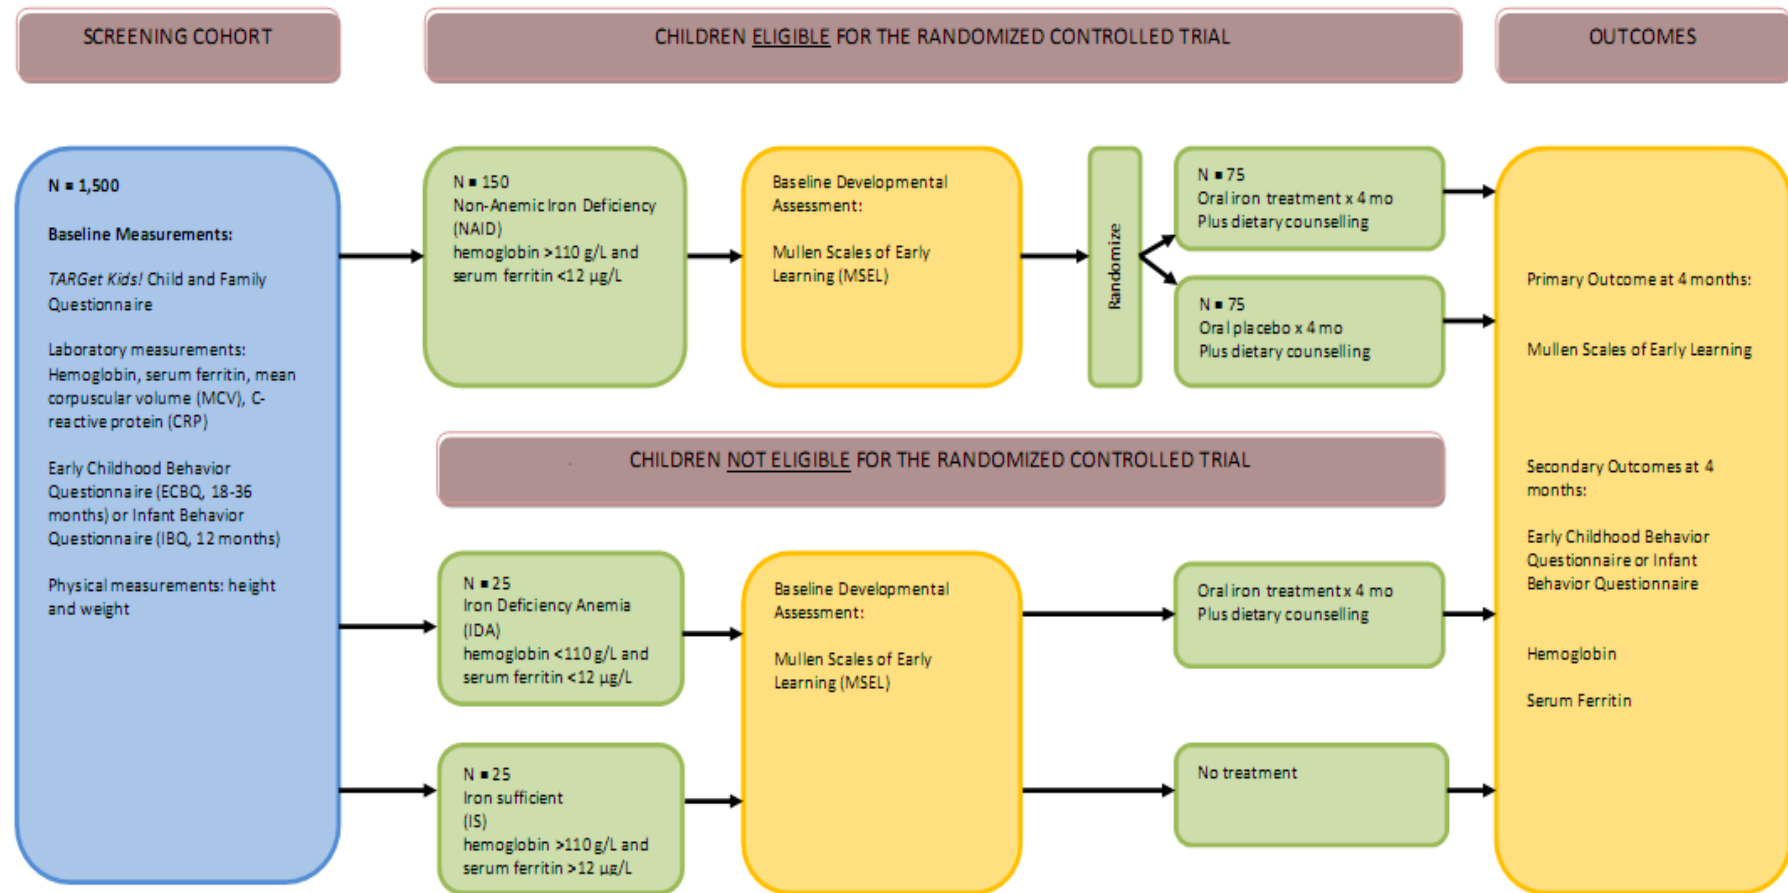 SCREENING COHORT
CHILDREN ELIGIBLE FOR THE RANDOMIZED CONTROLLED TRIAL
OUTCOMES
N = 1,500
Baseline Measurements:
TARGet Kids! Child and Family
Questionnaire
Laboratory measurements:
Hemoglobin, serum ferritin, mean
corpuscular volume (MCV), C-
reactive protein (CRP)
Early Childhood Behavior
Questionnaire (ECBQ, 18-36
months) or Infant Behavior
Questionnaire (IBQ, 12 months)
Physical measurements: height
and weight
N = 150
Non-Anemic Iron Deficiency
(NAID)
hemoglobin >110 g/L and
serum ferritin <12 µg/L
Baseline Developmental
Assessment:
Mullen Scales of Early
Learning (MSEL)
Randomize
N = 75
Oral iron treatment x 4 mo
Plus dietary counselling
N = 75
Oral placebo x 4 mo
Plus dietary counselling
CHILDREN NOT ELIGIBLE FOR THE RANDOMIZED CONTROLLED TRIAL
N = 25
Iron Deficiency Anemia
(IDA)
hemoglobin <110 g/L and
serum ferritin <12 µg/L
N = 25
Iron sufficient
(IS)
hemoglobin >110 g/L and
serum ferritin >12 µg/L
Baseline Developmental
Assessment:
Mullen Scales of Early
Learning (MSEL)
Oral iron treatment x 4 mo
Plus dietary counselling
No treatment
Primary Outcome at 4 months:
Mullen Scales of Early Learning
Secondary Outcomes at 4
months:
Early Childhood Behavior
Questionnaire or Infant
Behavior Questionnaire
Hemoglobin
Serum Ferritin